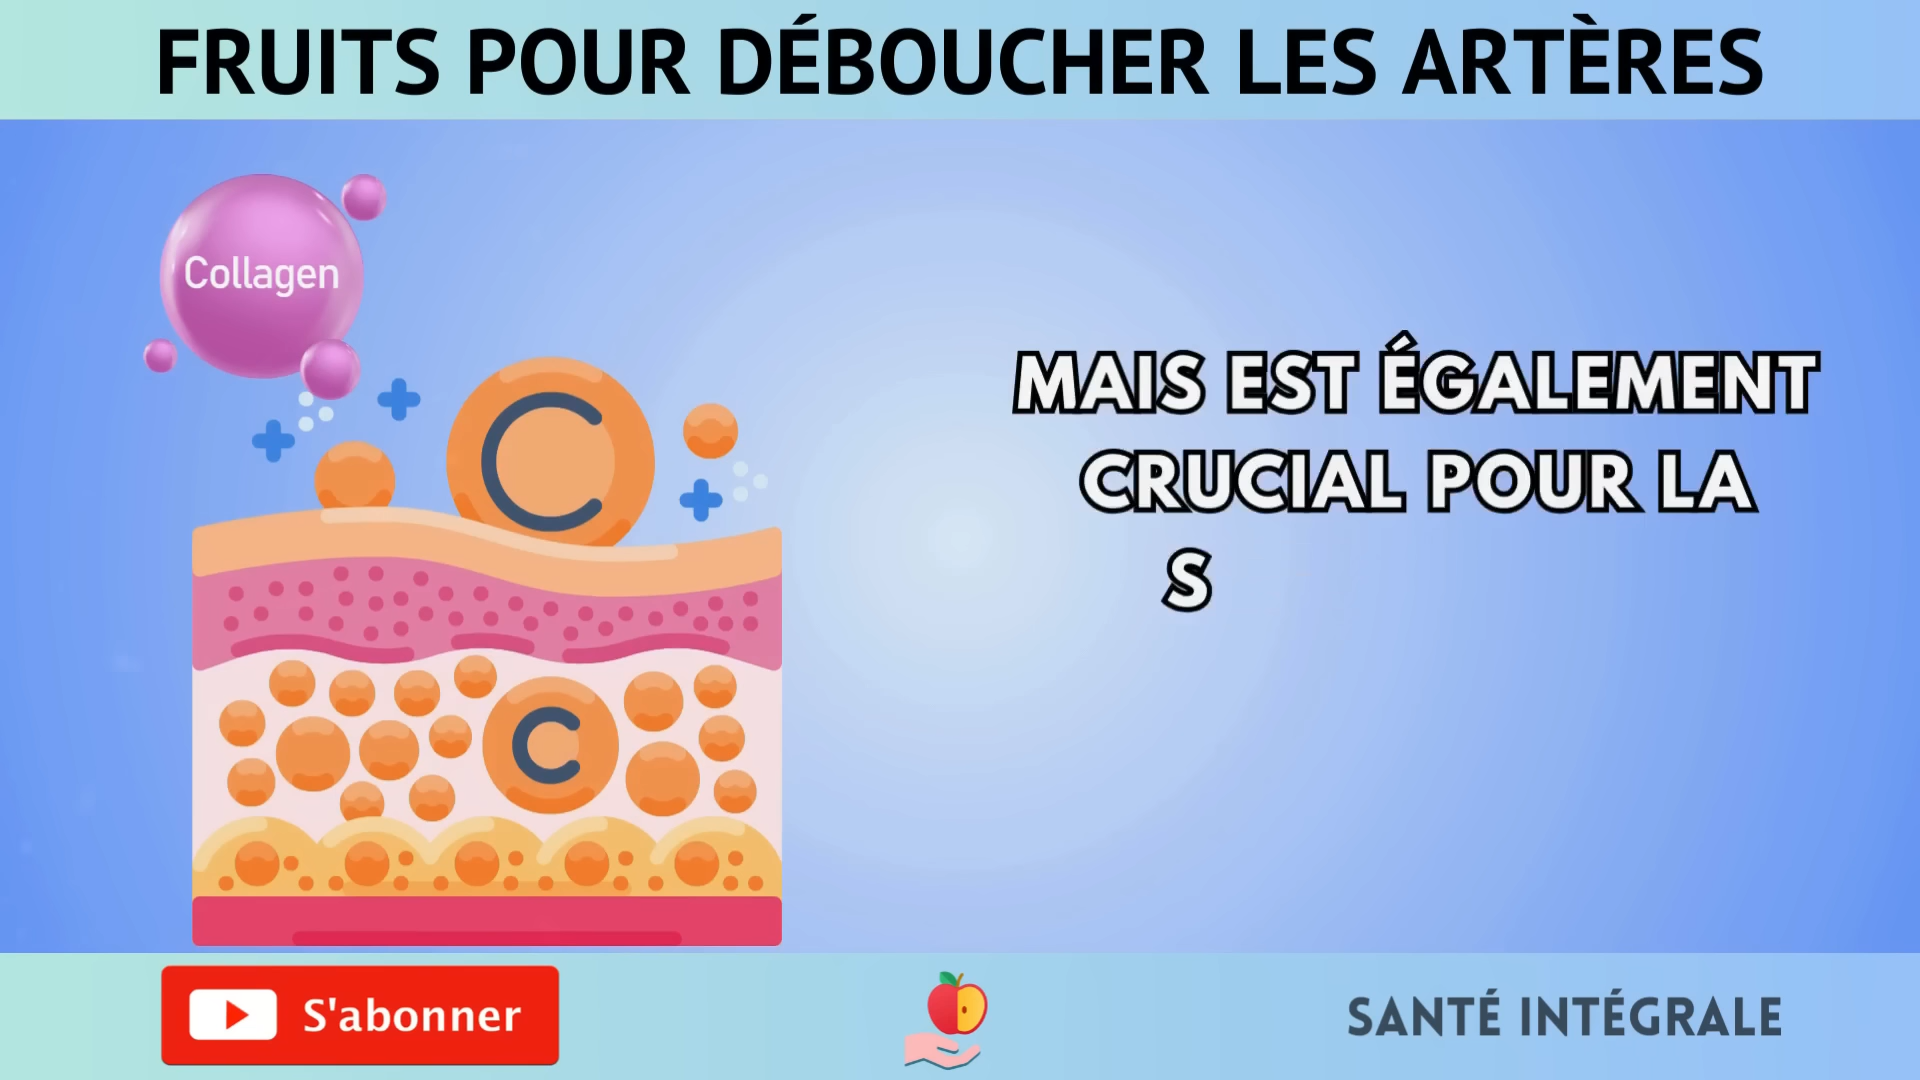 FRUITS POUR DÉBOUCHER LES ARTÈRES
Collagen
C
C
MAIS EST ÉGALEMENT
CRUCIAL POUR LA
S
S'abonner
SANTÉ INTÉGRALE